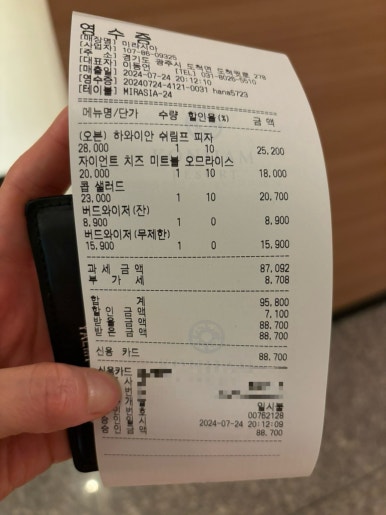 영 수 증
[매장명] 미라시아
[사업자] 107-86-09325
[주 소] 경기도 광주시 도척면 도척윗로 278
[대표자] 이동언 [TEL] 031-8026-5510
[매출일] 2024-07-24 20:12:10
[영수증] 20240724-4121-0031 hana5723
[테이블] MIRASIA-24
메뉴명/단가 수량 할인율(%) 금 액
(오븐) 하와이안 쉬림프 피자
28,000 1 10 25,200
자이언트 치즈 미트볼 오므라이스
20,000 1 10 18,000
콥 샐러드
23,000 1 10 20,700
버드와이저(잔)
8,900 1 0 8,900
버드와이저(무제한)
15,900 1 0 15,900
과 세 금 액 87,092
부 가 세 8,708
합 계 95,800
할 인 금 액 7,100
받 을 금 액 88,700
받 은 금 액 88,700
신용 카드 88,700
신용카드
일시불
00762128
2024-07-24 20:12:09
승 인 금 액 88,700